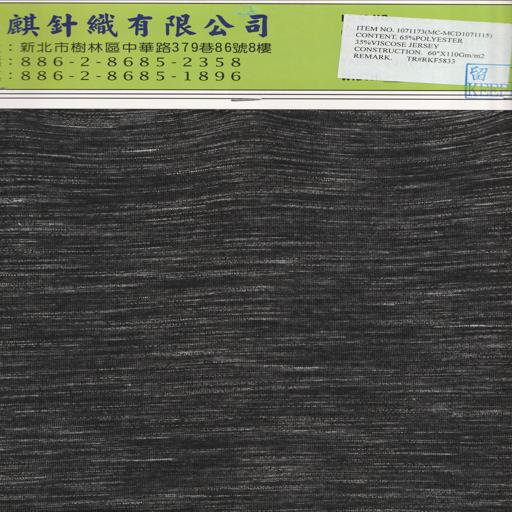 麒針織有限公司
:新北市樹林區中華路379巷86號8樓
:886-2-8685-2358
:886-2-8685-1896
ITEM NO. 1071173(MC-MCD1071115)
CONTENT. 65%POLYESTER
35%VISCOSE JERSEY
CONSTRUCTION. 60"X110Gm/m2
REMARK. TR#RKF5833
留
KEEP